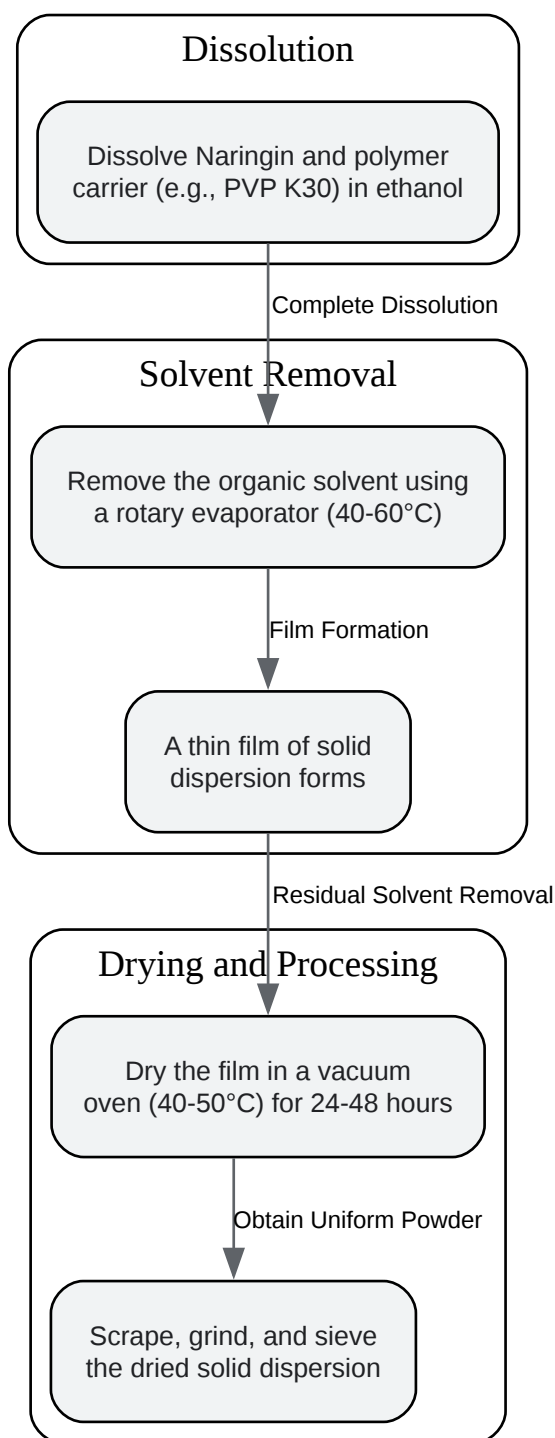 Dissolution
Dissolve Naringin and polymer
carrier (e.g., PVP K30) in ethanol
Complete Dissolution
Solvent Removal
Remove the organic solvent using
a rotary evaporator (40-60°C)
Film Formation
A thin film of solid
dispersion forms
Residual Solvent Removal
Drying and Processing
Dry the film in a vacuum
oven (40-50°C) for 24-48 hours
Obtain Uniform Powder
Scrape, grind, and sieve
the dried solid dispersion